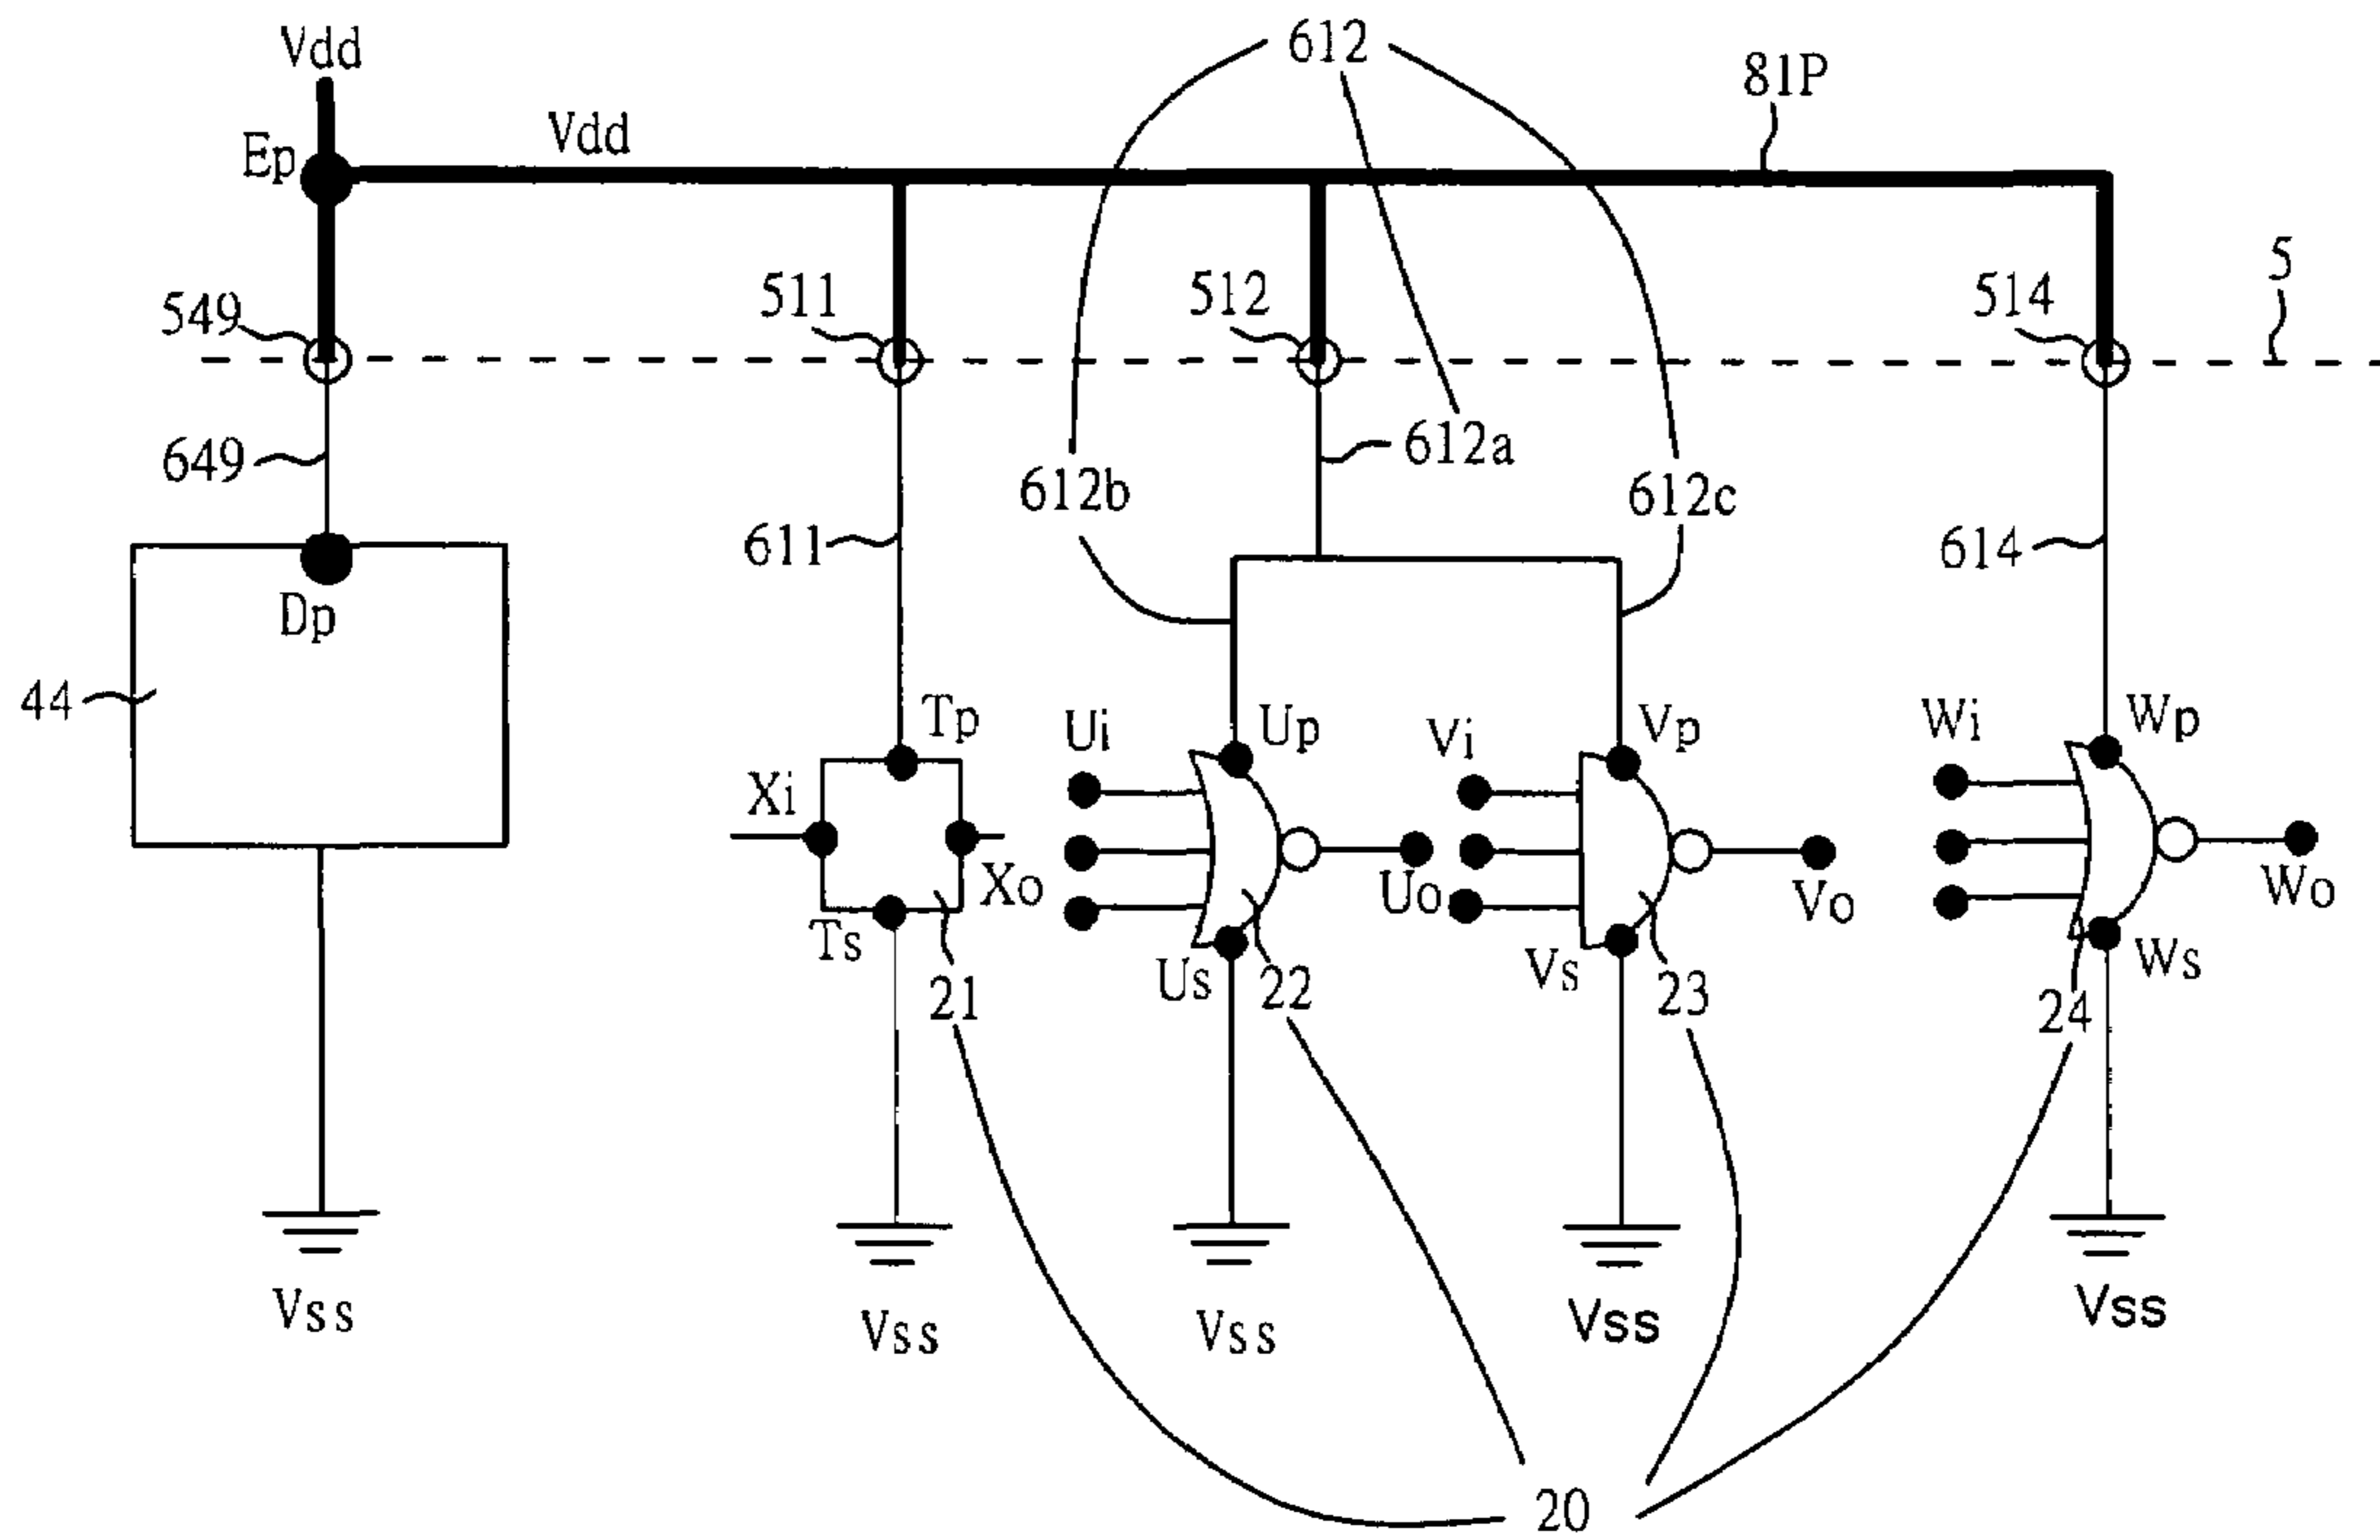 Vdd
612
81P
Ep
Vdd
549
511
512
514
5
649
611
612b
612a
612c
614
Dp
44
Tp
Ui
Up
Vi
Vp
Wi
Wp
Xi
Xo
Uo
Vo
Wo
Ts
21
Us
22
Vs
23
24
Ws
Vss
Vss
Vss
Vss
Vss
20